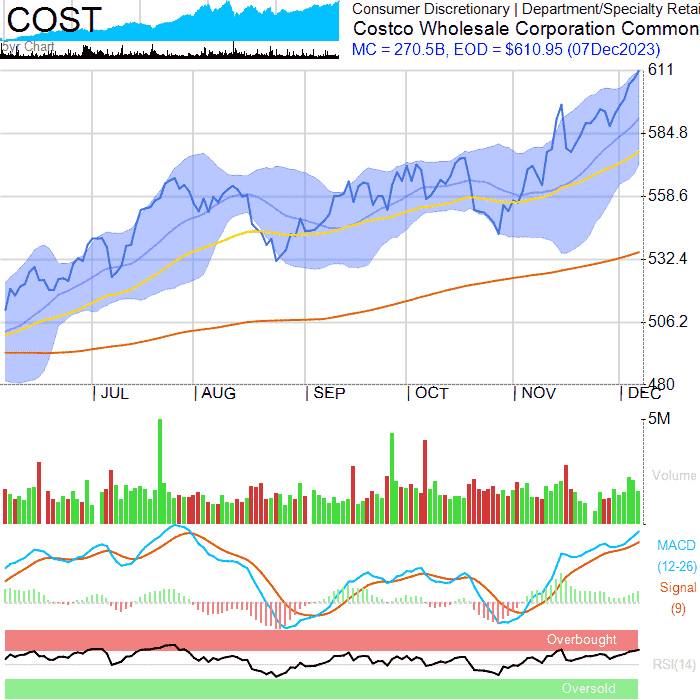 COST
Consumer Discretionary | Department/Specialty Retai
Costco Wholesale Corporation Common
MC = 270.5B, EOD = $610.95 (07Dec2023)
5yr Chart
611
584.8
558.6
532.4
506.2
480
| JUL | AUG | SEP | OCT | NOV | DEC
5M
Volume
MACD
(12-26)
Signal
(9)
Overbought
RSI(14)
Oversold